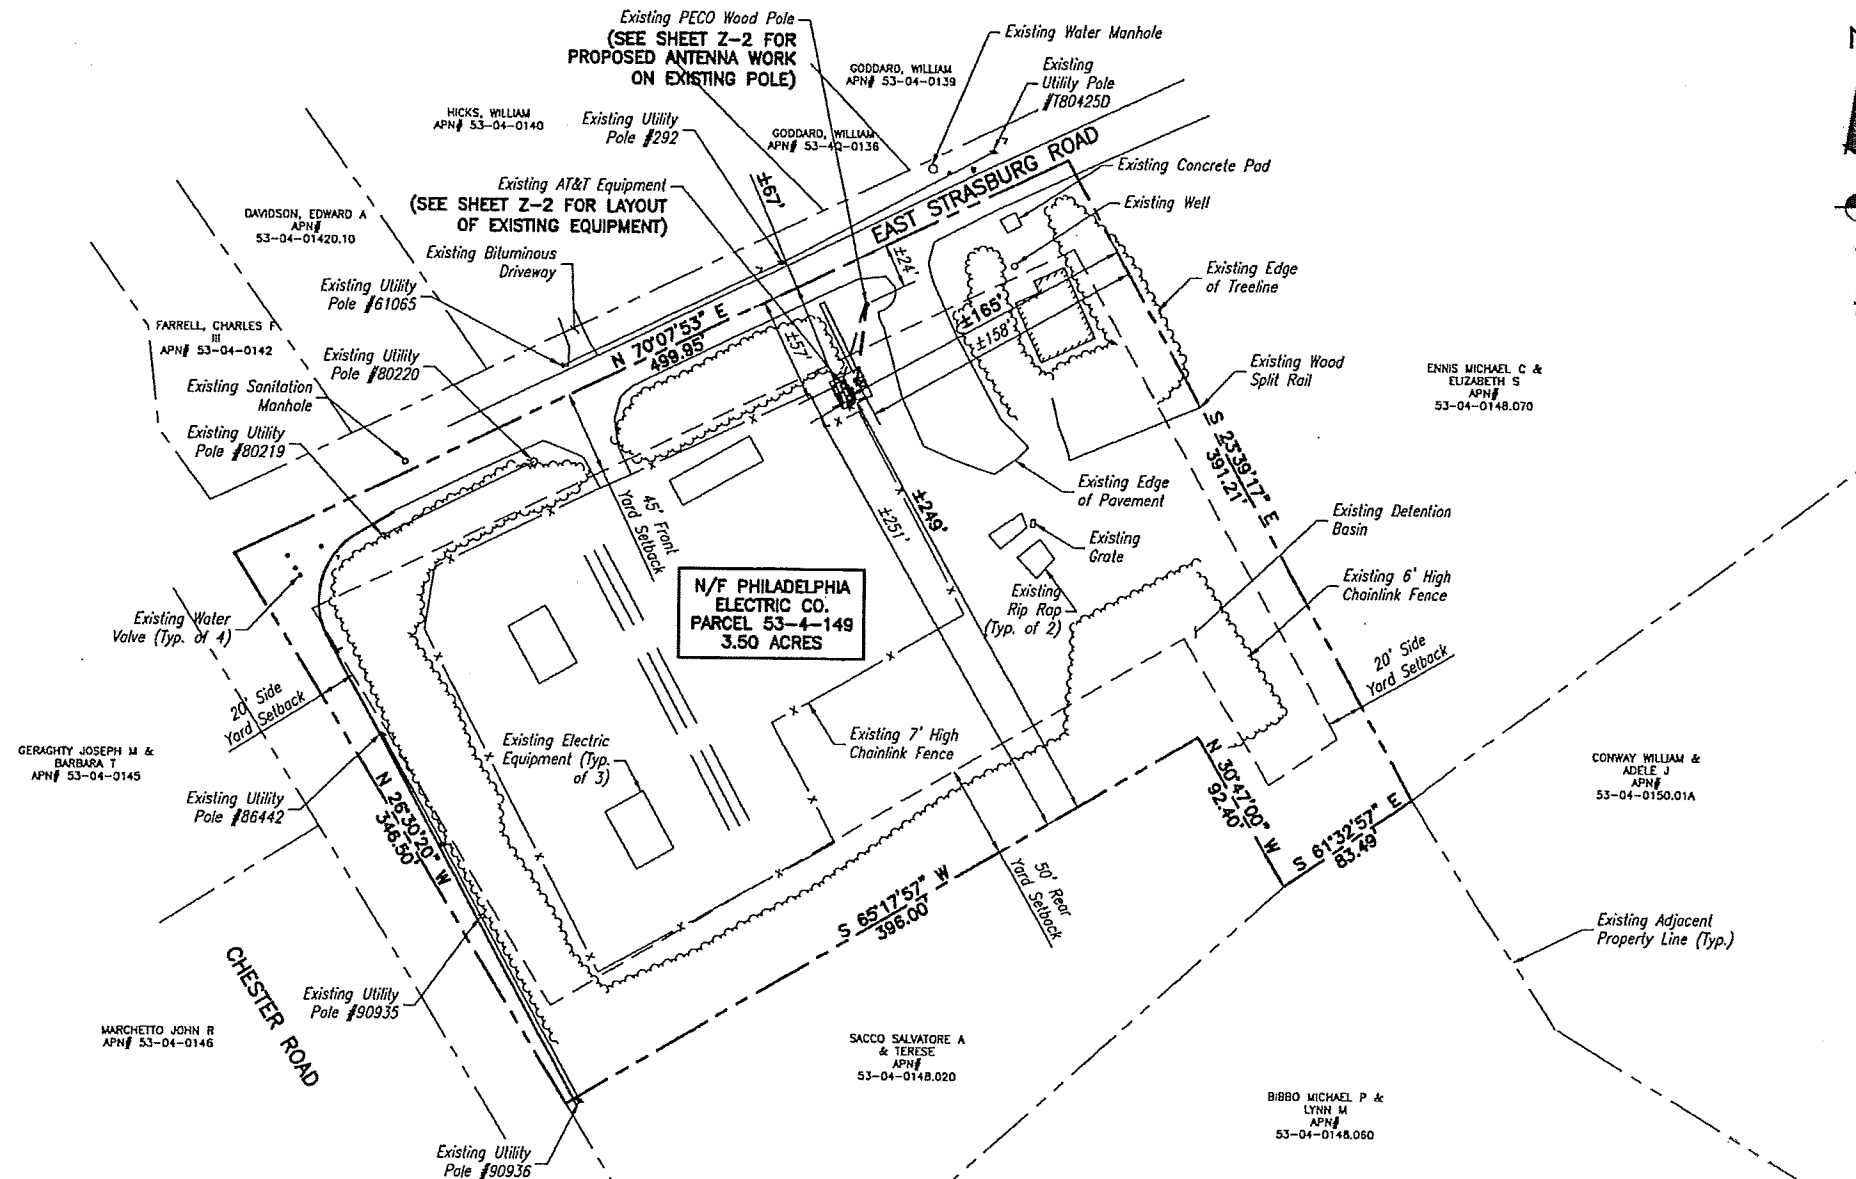 Existing PECO Wood Pole
(SEE SHEET Z-2 FOR
PROPOSED ANTENNA WORK
ON EXISTING POLE)
Existing Water Manhole
GODDARD, WILLIAM
APN# 53-04-0139
Existing
Utility Pole
#T80425D
HICKS, WILLIAM
APN# 53-04-0140
Existing Utility
Pole #292
GODDARD, WILLIAM
APN# 53-4Q-0136
EAST STRASBURG ROAD
Existing Concrete Pad
Existing AT&T Equipment
(SEE SHEET Z-2 FOR LAYOUT
OF EXISTING EQUIPMENT)
±67'
Existing Well
DAVIDSON, EDWARD A
APN#
53-04-01420.10
Existing Bituminous
Driveway
±24'
Existing Edge
of Treeline
Existing Utility
Pole #61065
±165'
±158'
FARRELL, CHARLES F
III
APN# 53-04-0142
N 70°07'53" E
499.95'
±57'
Existing Utility
Pole #80220
Existing Wood
Split Rail
ENNIS MICHAEL C &
ELIZABETH S
APN#
53-04-0148.070
Existing Sanitation
Manhole
Existing Utility
Pole #80219
S 23°39'17" E
391.21'
Existing Edge
of Pavement
45' Front
Yard Setback
±249'
±251'
Existing Detention
Basin
Existing
Grate
Existing 6' High
Chainlink Fence
N/F PHILADELPHIA
ELECTRIC CO.
PARCEL 53-4-149
3.50 ACRES
Existing
Rip Rap
(Typ. of 2)
Existing Water
Valve (Typ. of 4)
20' Side
Yard Setback
20' Side
Yard Setback
Existing 7' High
Chainlink Fence
Existing Electric
Equipment (Typ.
of 3)
GERAGHTY JOSEPH M &
BARBARA T
APN# 53-04-0145
CONWAY WILLIAM &
ADELE J
APN#
53-04-0150.01A
Existing Utility
Pole #86442
N 26°30'20" W
346.50'
N 30°47'00" W
92.40'
S 61°32'57" E
83.49'
S 65°17'57" W
396.00'
50' Rear
Yard Setback
Existing Adjacent
Property Line (Typ.)
CHESTER ROAD
Existing Utility
Pole #90935
MARCHETTO JOHN R
APN# 53-04-0146
SACCO SALVATORE A
& TERESE
APN#
53-04-0148.020
BIBBO MICHAEL P &
LYNN M
APN#
53-04-0148.060
Existing Utility
Pole #90936